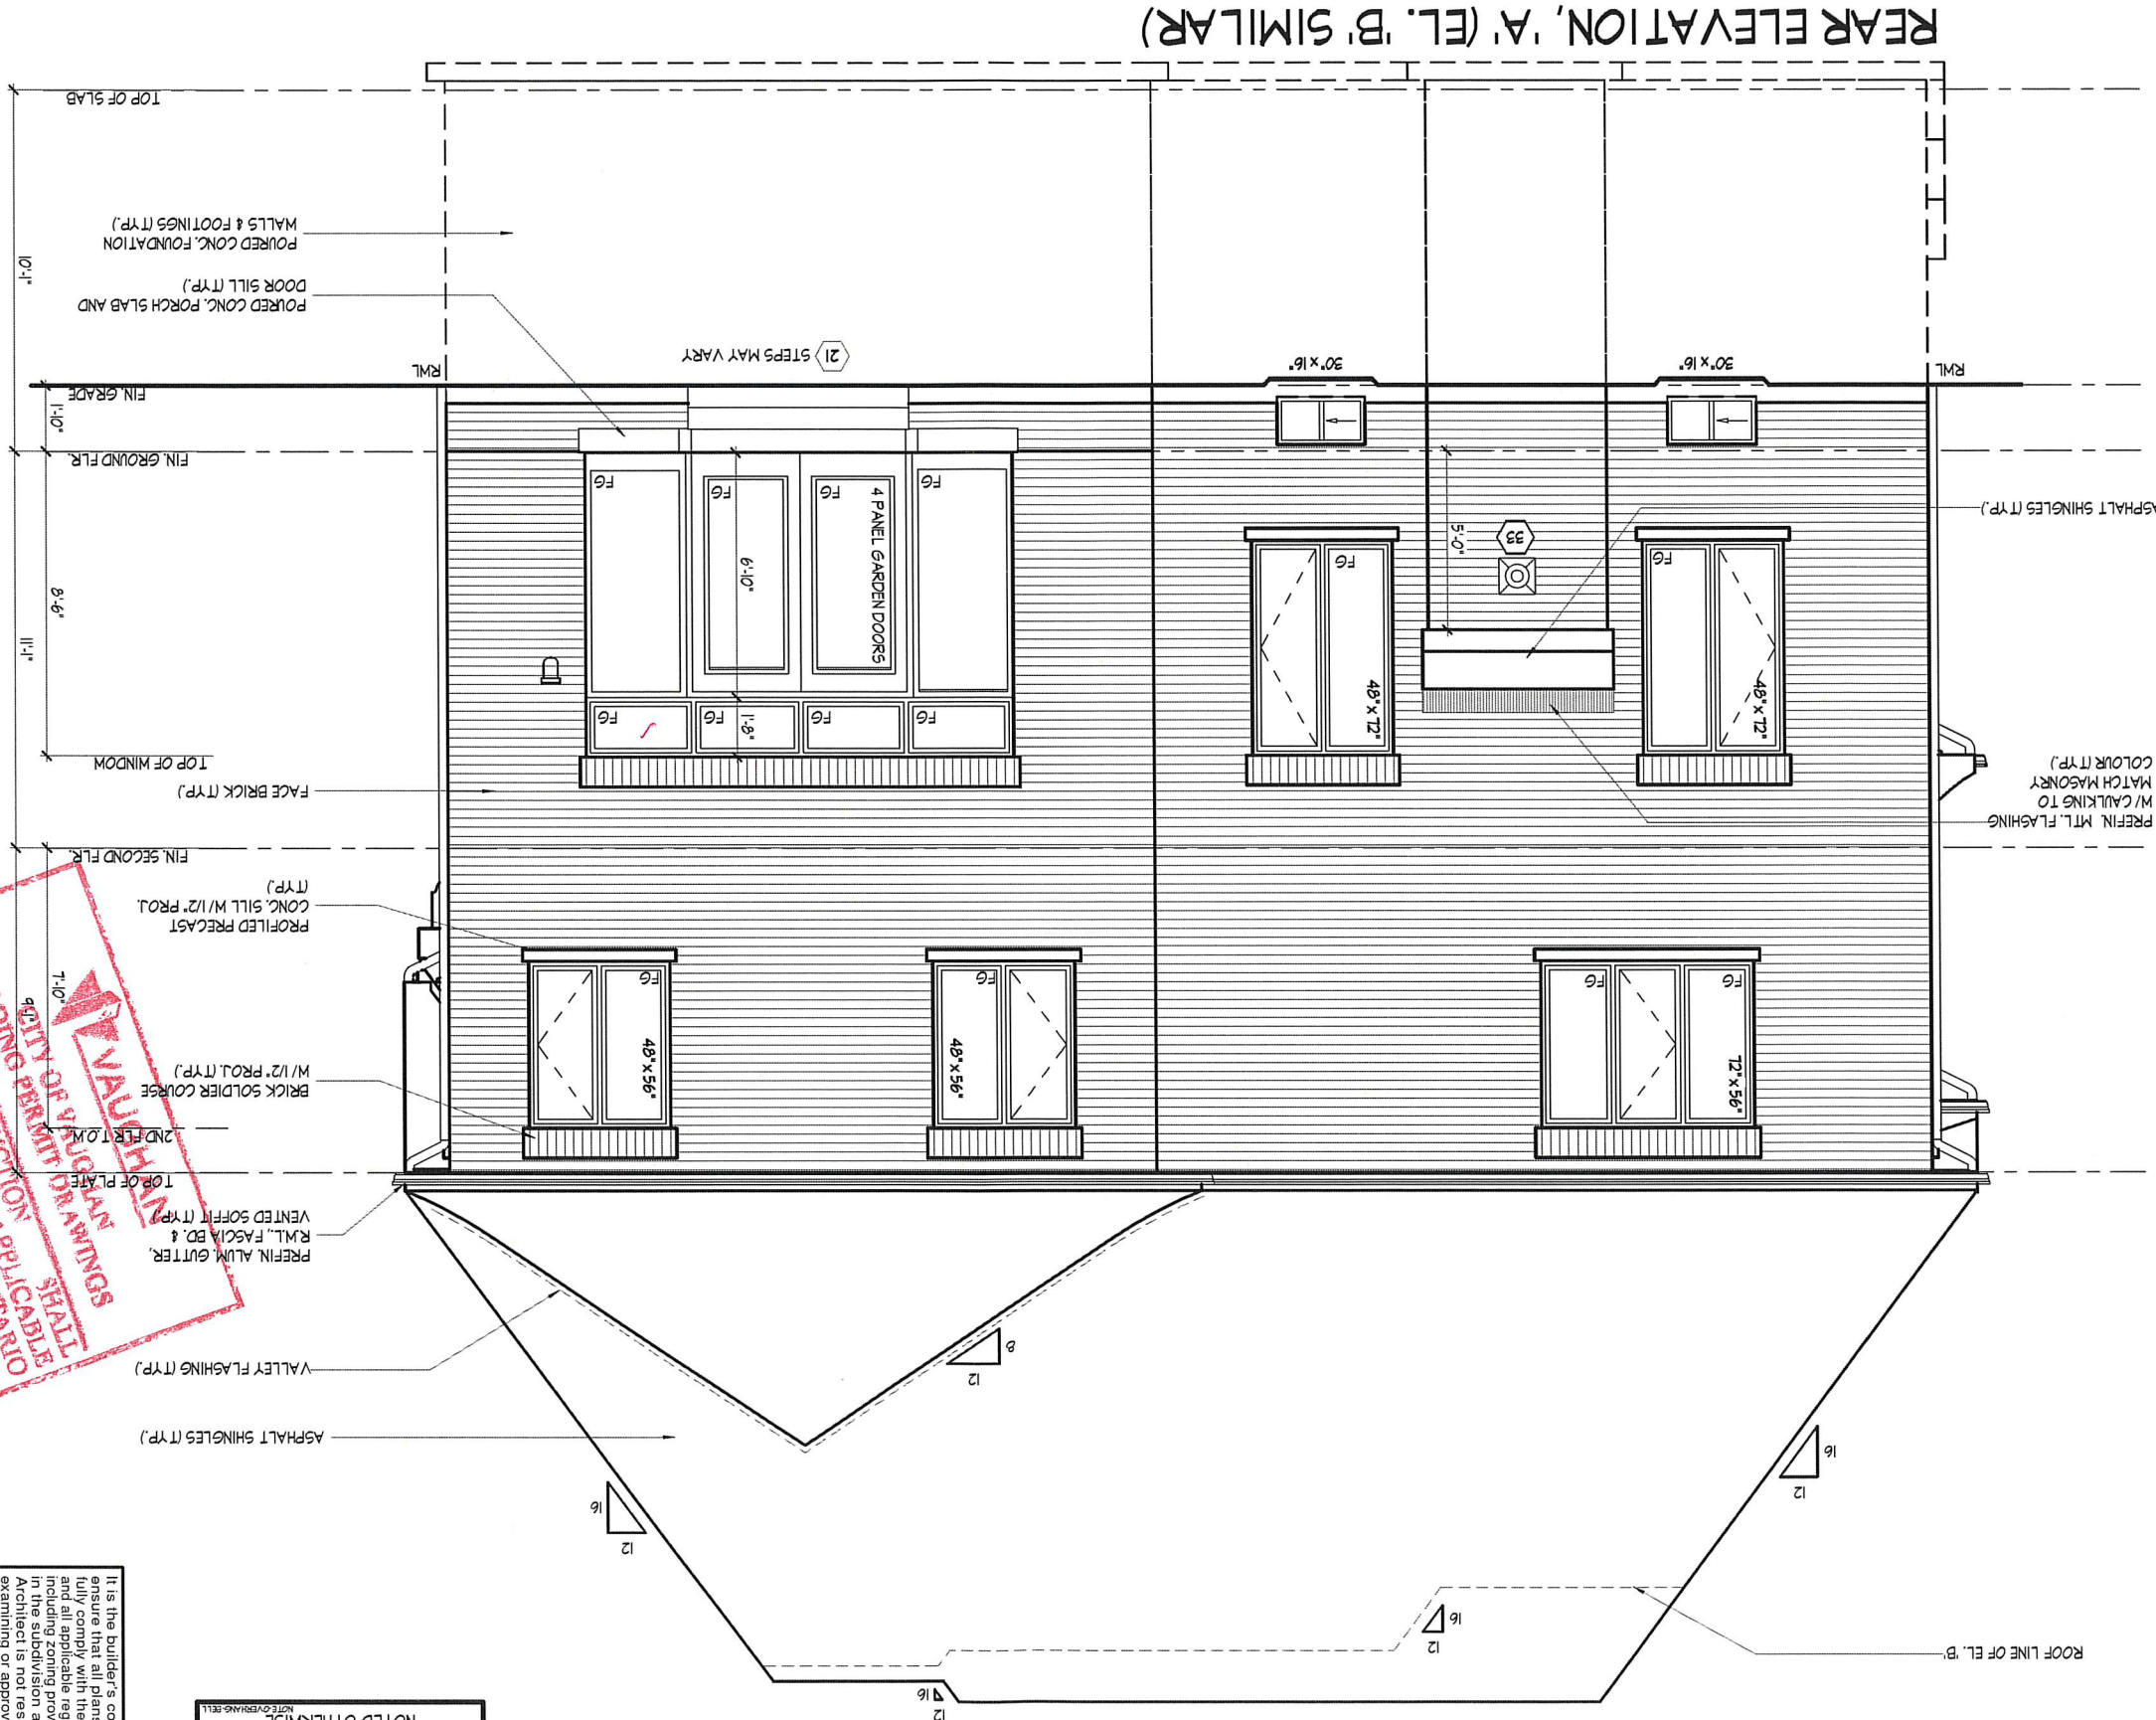 REAR ELEVATION, 'A' (EL. 'B' SIMILAR)
TOP OF SLAB
POURED CONC. FOUNDATION
WALLS & FOOTINGS (TYP.)
POURED CONC. PORCH SLAB AND
DOOR SILL (TYP.)
10'-1"
21 STEPS MAY VARY
RWL
RWL
30"x16"
30"x16"
FIN. GRADE
1'-10"
FIN. GROUND FLR.
ASPHALT SHINGLES (TYP.)
FG
FG
FG
FG
4 PANEL GARDEN DOORS
6'-10"
5'-0"
33
FG
FG
48"x72"
48"x72"
8'-6"
11'-1"
FG
FG
FG
FG
1'-8"
TOP OF WINDOW
FACE BRICK (TYP.)
PREFIN. MTL. FLASHING
W/ CAULKING TO
MATCH MASONRY
COLOUR (TYP.)
FIN. SECOND FLR.
PROFILED PRECAST
CONC. SILL W/ 1/2" PROJ.
(TYP.)
FG
FG
FG
FG
48"x56"
48"x56"
72"x56"
7'-10"
9'-1"
BRICK SOLDIER COURSE
W/ 1/2" PROJ. (TYP.)
2ND FLR T.O.W.
TOP OF PLATE
PREFIN. ALUM. GUTTER,
R.W.L., FASCIA BD. &
VENTED SOFFIT (TYP.)
VALLEY FLASHING (TYP.)
8
12
ASPHALT SHINGLES (TYP.)
16
12
16
12
16
12
16
12
ROOF LINE OF EL. 'B'
VAUGHAN
CITY OF VAUGHAN
PERMIT DRAWINGS
SHALL
APPLICABLE
It is the builder's
ensure that all plans
fully comply with the
and all applicable
including zoning
in the subdivision
Architect is not
examining or
NOTED OTHERWISE
NOTE-OVERHANG-EELL